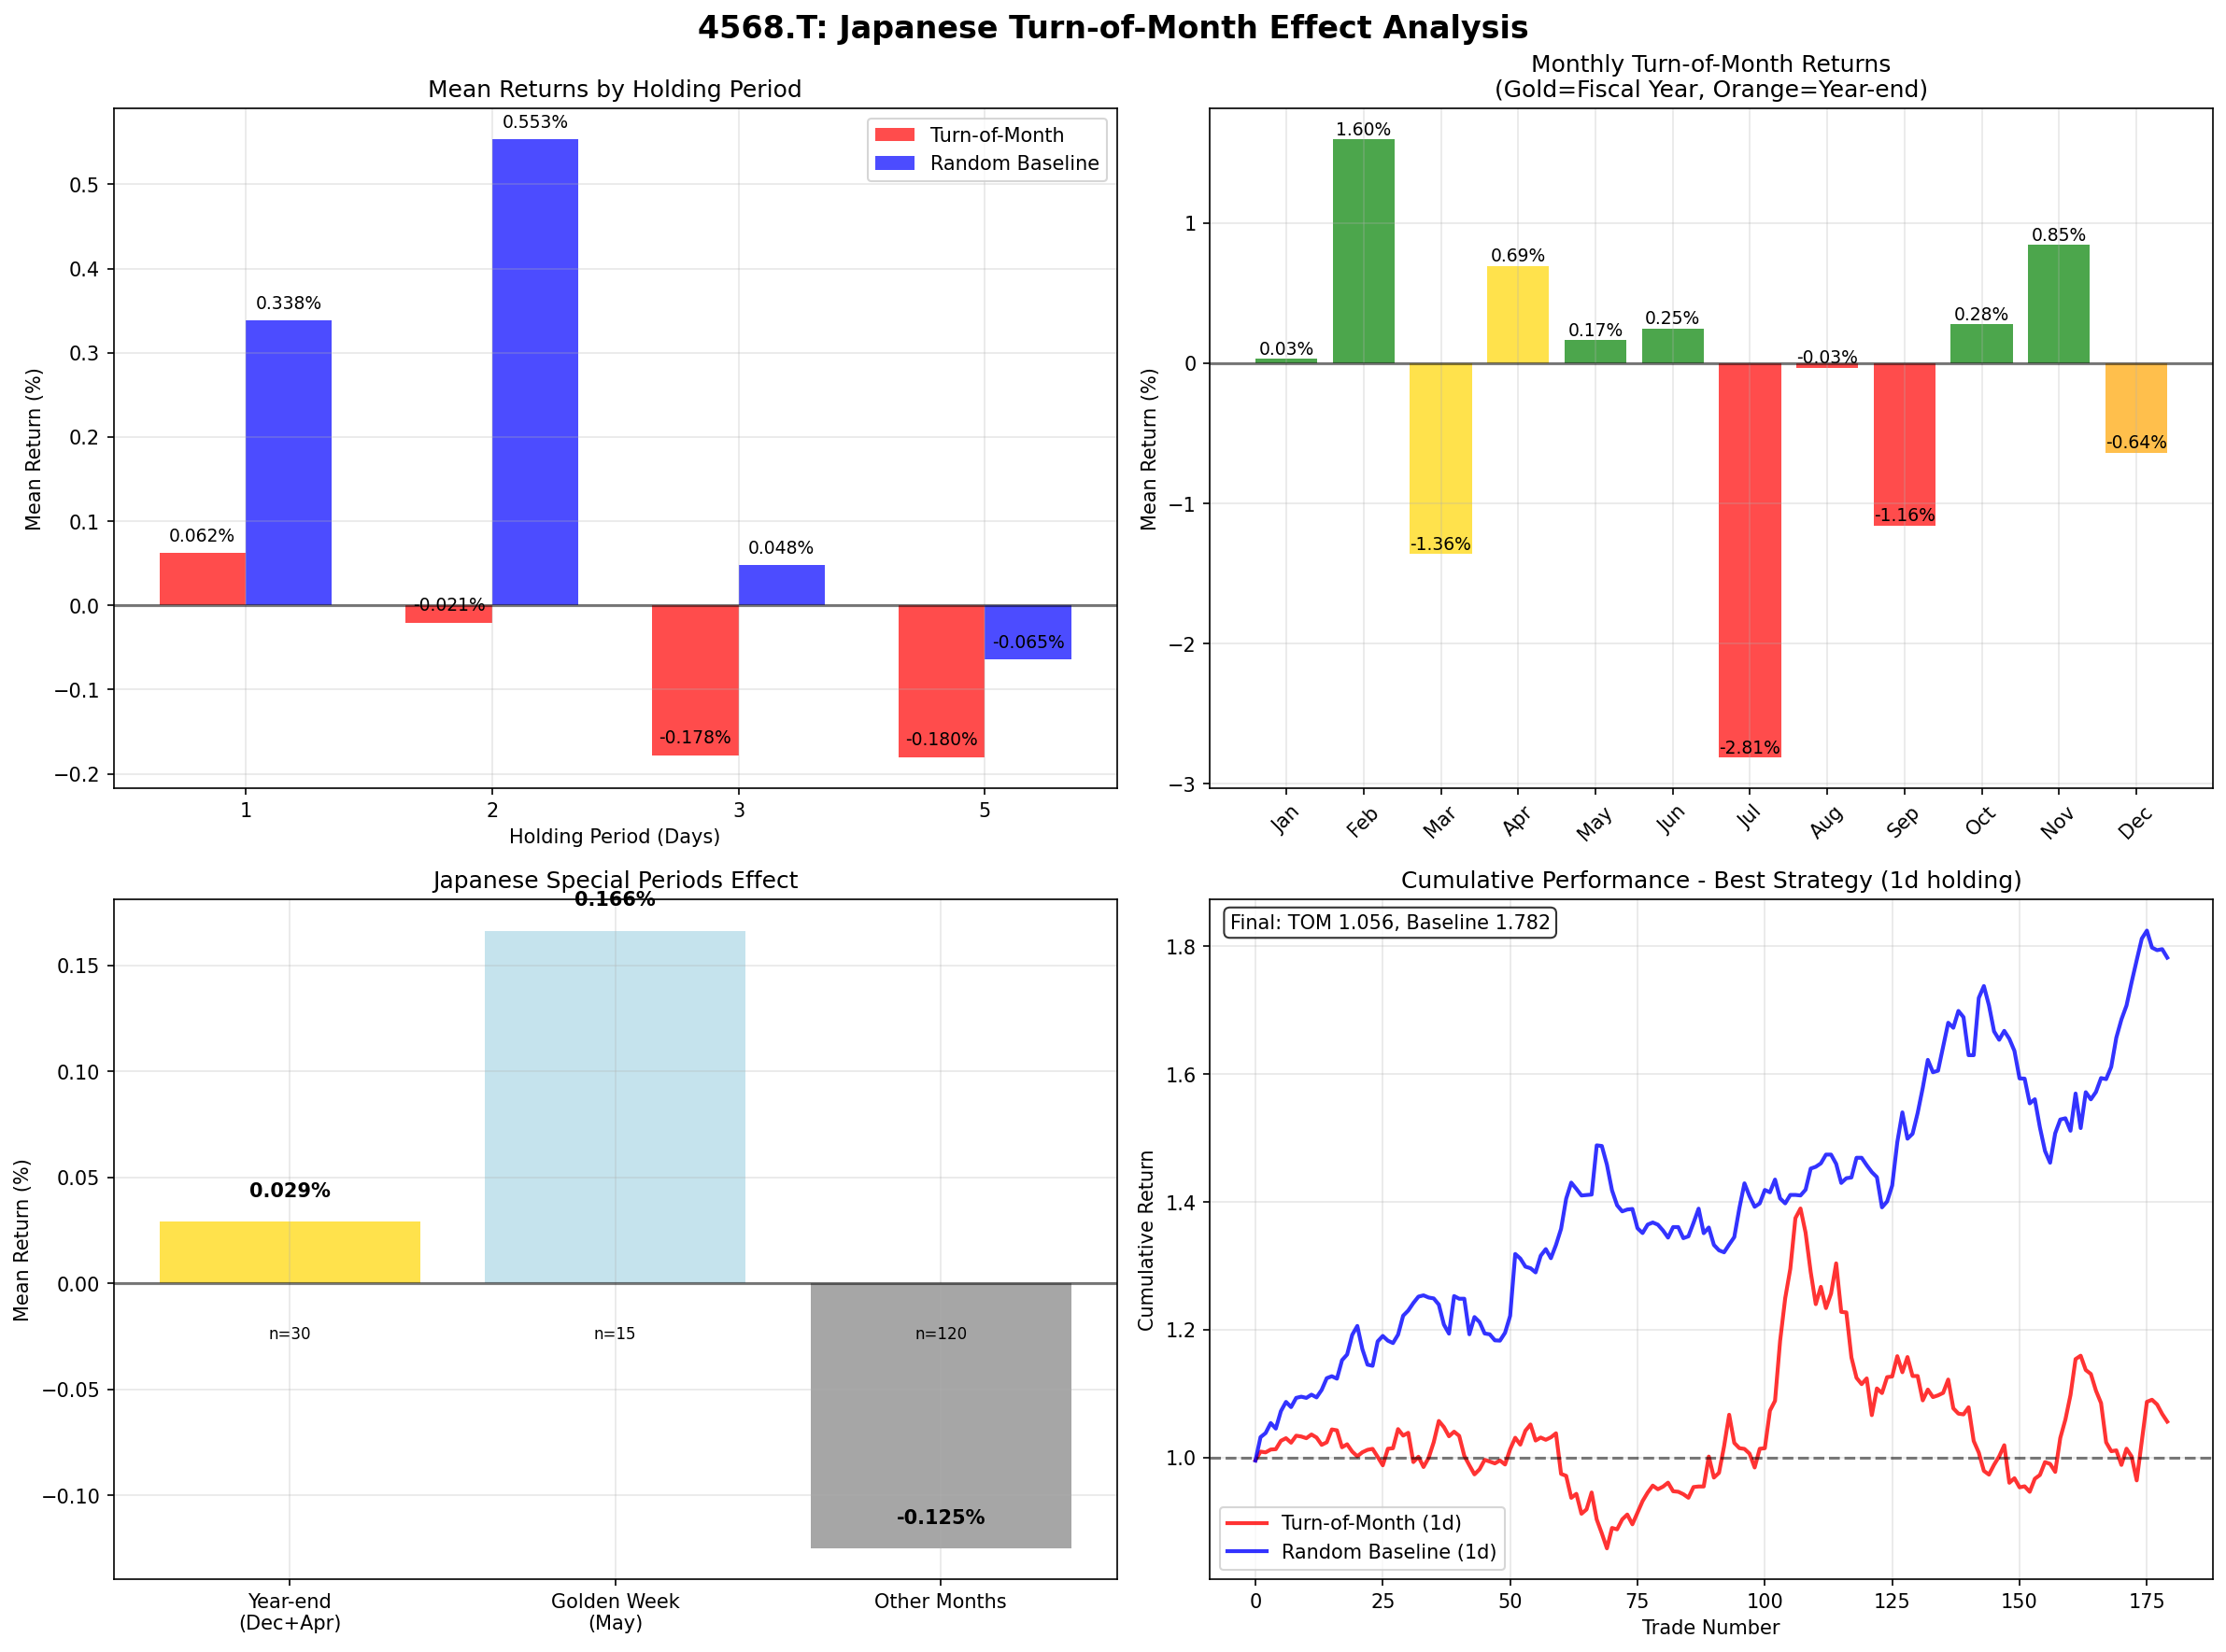 4568.T: Japanese Turn-of-Month Effect Analysis
Mean Returns by Holding Period
Mean Return (%)
0.5
0.4
0.3
0.2
0.1
0.0
−0.1
−0.2
0.062%
0.338%
-0.021%
0.553%
-0.178%
0.048%
-0.180%
-0.065%
Turn-of-Month
Random Baseline
1
2
3
5
Holding Period (Days)
Monthly Turn-of-Month Returns
(Gold=Fiscal Year, Orange=Year-end)
Mean Return (%)
1
0
−1
−2
−3
0.03%
1.60%
-1.36%
0.69%
0.17%
0.25%
-2.81%
-0.03%
-1.16%
0.28%
0.85%
-0.64%
Jan
Feb
Mar
Apr
May
Jun
Jul
Aug
Sep
Oct
Nov
Dec
Japanese Special Periods Effect
Mean Return (%)
0.15
0.10
0.05
0.00
−0.05
−0.10
0.029%
0.166%
-0.125%
n=30
n=15
n=120
Year-end
(Dec+Apr)
Golden Week
(May)
Other Months
Cumulative Performance - Best Strategy (1d holding)
Final: TOM 1.056, Baseline 1.782
Cumulative Return
1.8
1.6
1.4
1.2
1.0
Turn-of-Month (1d)
Random Baseline (1d)
0
25
50
75
100
125
150
175
Trade Number